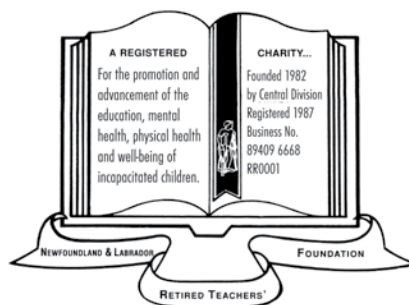 A REGISTERED
For the promotion and
advancement of the
education, mental
health, physical health
and well-being of
incapacitated children.
CHARITY...
Founded 1982
by Central Division
Registered 1987
Business No.
89409 6668
RR0001
NEWFOUNDLAND & LABRADOR
RETIRED TEACHERS'
FOUNDATION